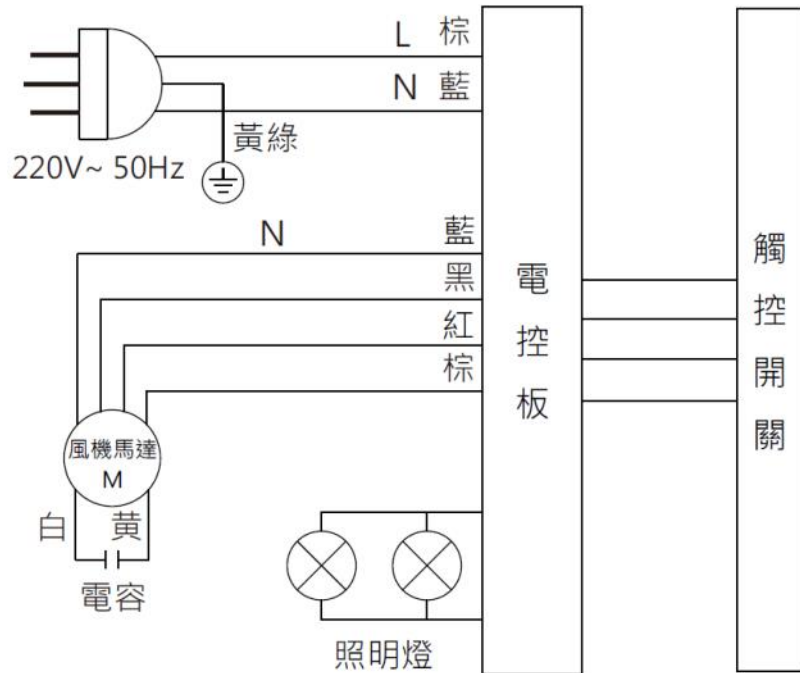 L 棕
N 藍
黃綠
220V~ 50Hz
N 藍
黑
紅
棕
風機馬達
M
白 黄
電容
照明燈
電控板
觸控開關